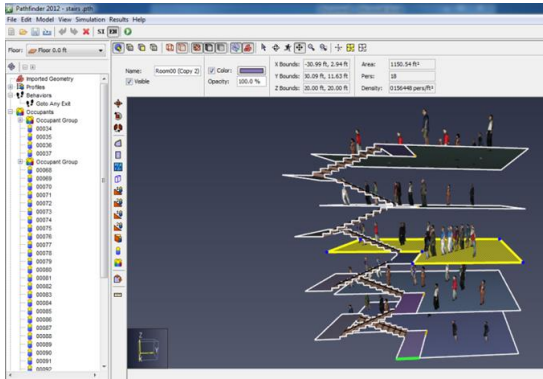 Pathfinder 2012 - stairs .pth
File Edit Model View Simulation Results Help
SI EN
Floor: Floor 0.0 ft
Name: Room00 (Copy 2)
Visible
Color:
Opacity: 100.0 %
X Bounds: -30.99 ft, 2.94 ft
Y Bounds: 30.09 ft, 11.63 ft
Z Bounds: 20.00 ft, 20.00 ft
Area: 1150.54 ft²
Pers: 18
Density: 0156448 pers/ft²
Imported Geometry
Profiles
Behaviors
Goto Any Exit
Occupants
Occupant Group
00034
00035
00036
00037
Occupant Group
00068
00069
00070
00071
00072
00073
00074
00075
00076
00077
00078
00079
00080
00081
00082
00083
00084
00085
00086
00087
00088
00089
00090
00091
00092
Z
Y